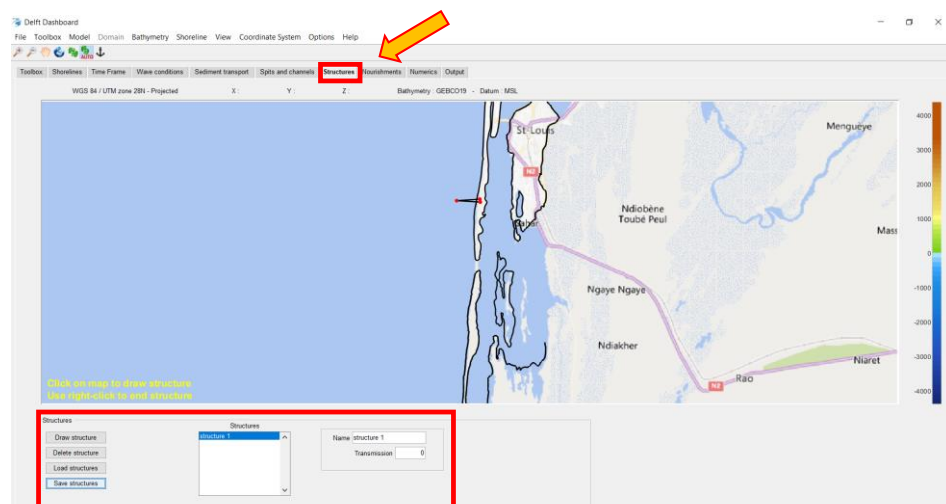 Delft Dashboard
File Toolbox Model Domain Bathymetry Shoreline View Coordinate System Options Help
AUTO
Toolbox Shorelines Time Frame Wave conditions Sediment transport Spits and channels Structures Nourishments Numerics Output
WGS 84 / UTM zone 28N - Projected X : Y : Z : Bathymetry : GEBCO19 - Datum : MSL
St-Louis
Mengueye
4000
3000
N2
2000
Ndiobène
Toubé Peul
1000
Mass
0
Ngaye Ngaye
-1000
-2000
Ndiakher
-3000
Niaret
Rao
N2
Click on map to draw structure
Use right-click to end structure
-4000
Structures
Structures
Draw structure
structure 1
Name structure 1
Delete structure
Transmission 0
Load structures
Save structures